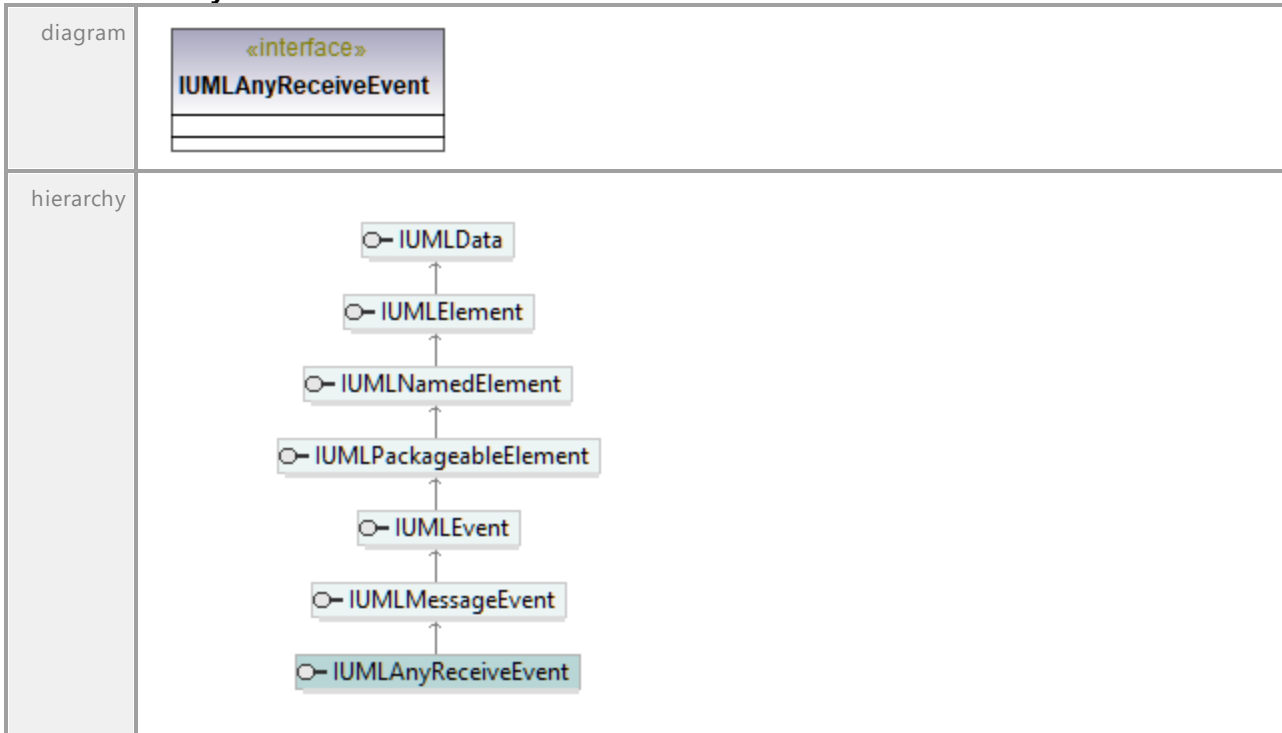 diagram
«interface»
IUMLAnyReceiveEvent
hierarchy
IUMLData
IUMLElement
IUMLNamedElement
IUMLPackageableElement
IUMLEvent
IUMLMessageEvent
IUMLAnyReceiveEvent